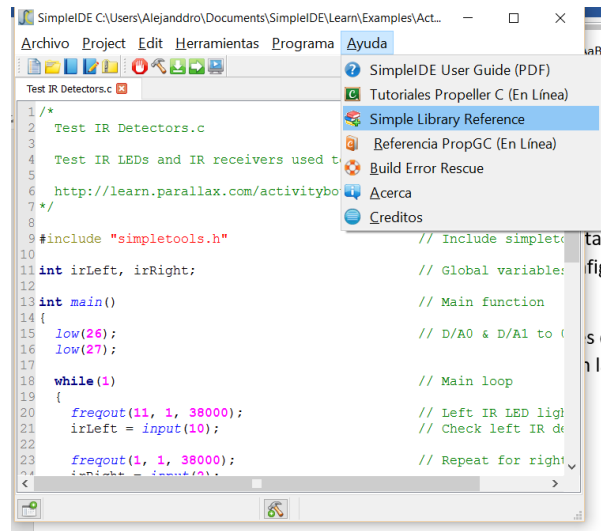 SimpleIDE C:\Users\Alejanddro\Documents\SimpleIDE\Learn\Examples\Act...
Archivo Project Edit Herramientas Programa Ayuda
SimpleIDE User Guide (PDF)
Tutoriales Propeller C (En Línea)
Simple Library Reference
Referencia PropGC (En Línea)
Build Error Rescue
Acerca
Creditos
Test IR Detectors.c
1 /*
2 Test IR Detectors.c
3
4 Test IR LEDs and IR receivers used t
5
6 http://learn.parallax.com/activitybo
7 */
8
9 #include "simpletools.h" // Include simpletc
10
11 int irLeft, irRight; // Global variable
12
13 int main() // Main function
14 {
15 low(26); // D/A0 & D/A1 to
16 low(27);
17
18 while(1) // Main loop
19 {
20 freqout(11, 1, 38000); // Left IR LED ligh
21 irLeft = input(10); // Check left IR de
22
23 freqout(1, 1, 38000); // Repeat for right
24 irRight = input(2);